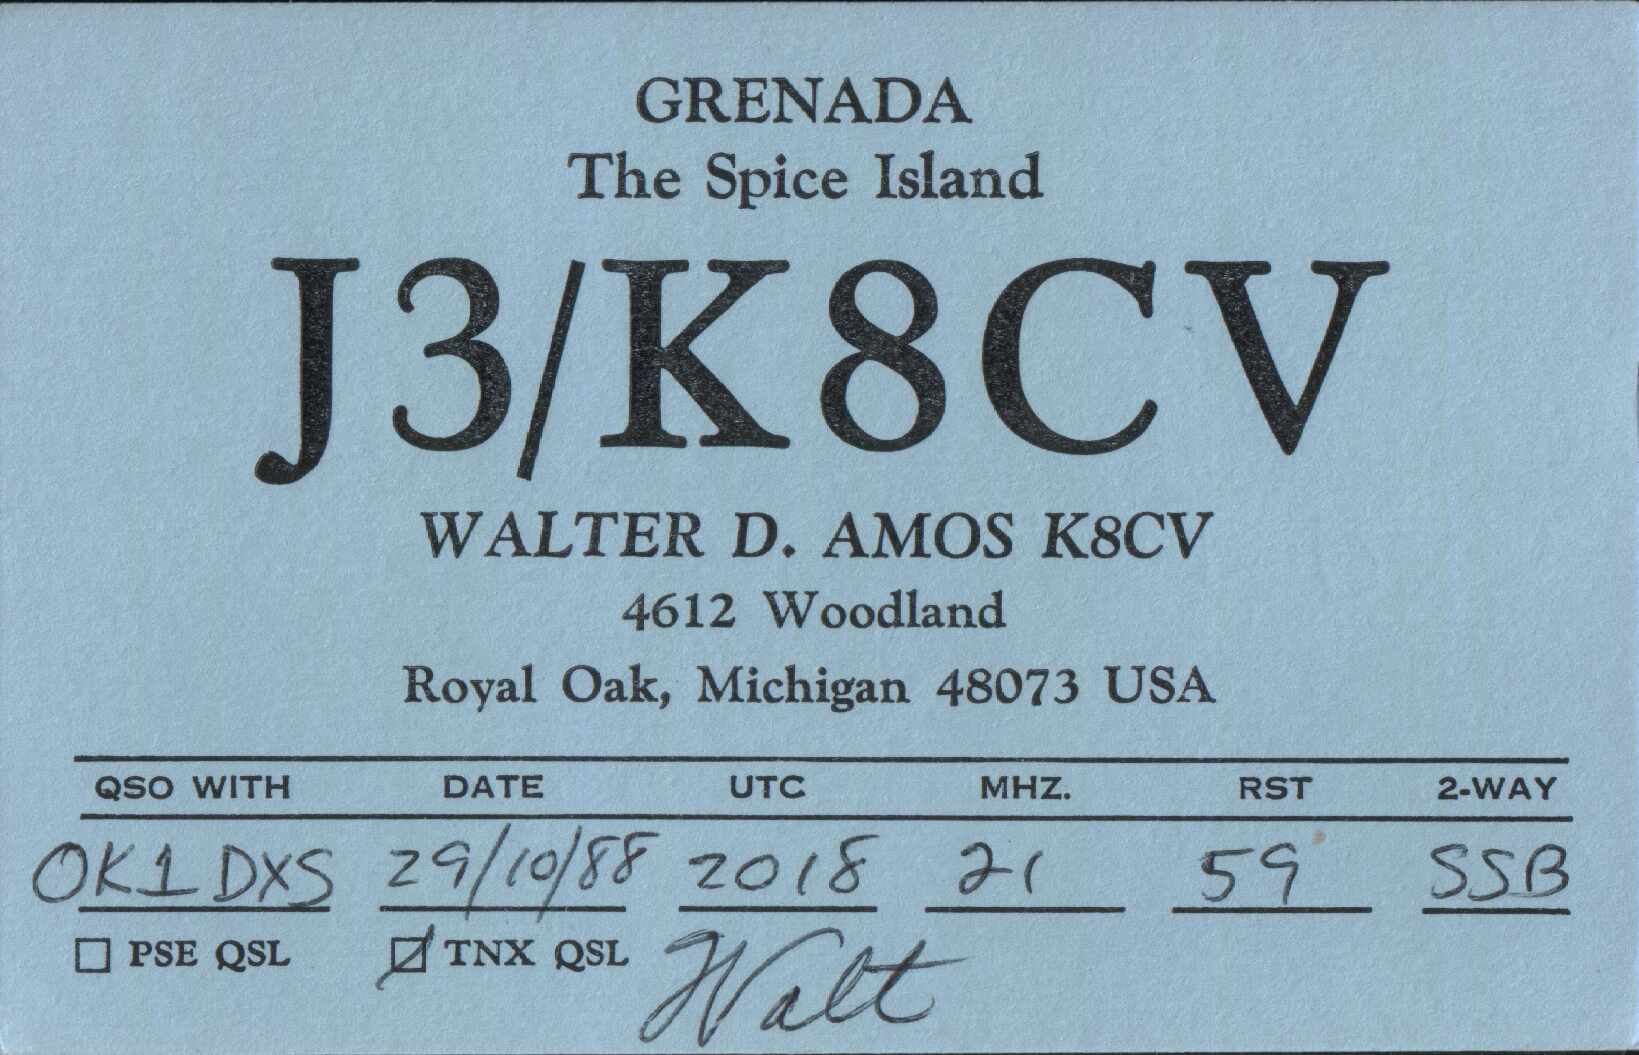 GRENADA
The Spice Island
J3/K8CV
WALTER D. AMOS K8CV
4612 Woodland
Royal Oak, Michigan 48073 USA
QSO WITH DATE UTC MHZ. RST 2-WAY
OK1DXS 29/10/88 2018 21 59 SSB
PSE QSL TNX QSL Walt